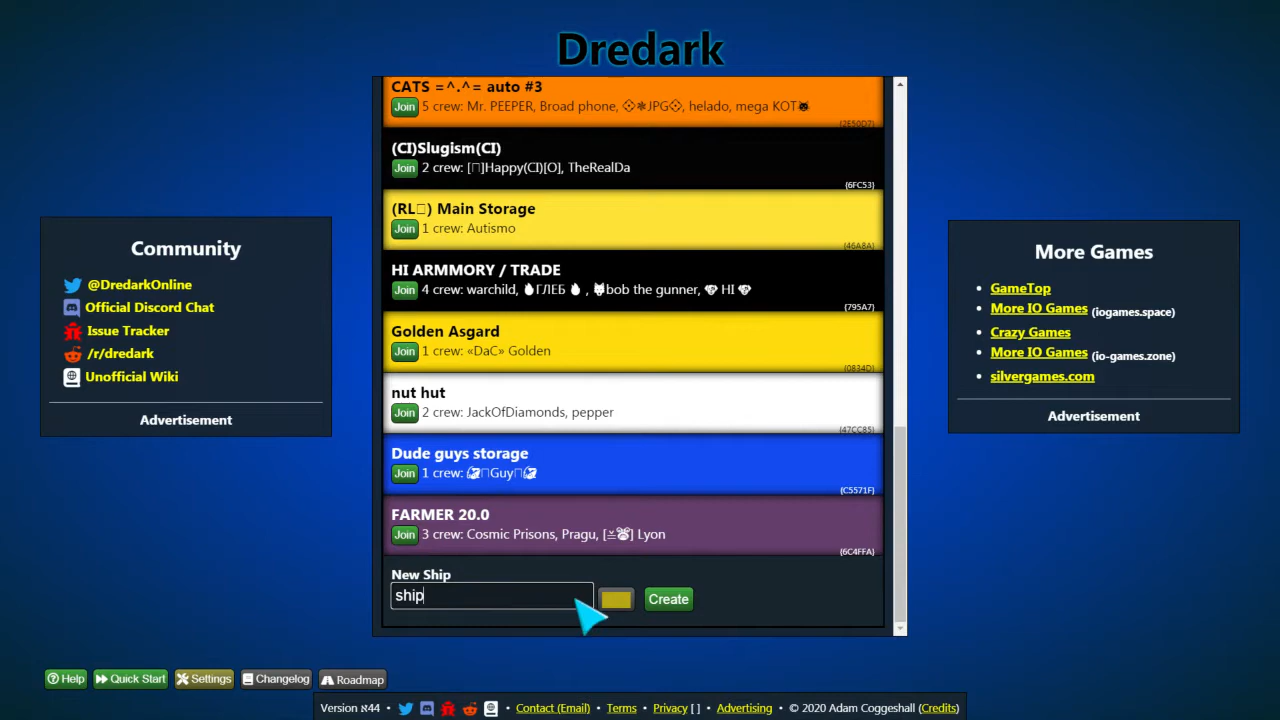 Dredark
CATS =^.^= auto #3
Join 5 crew: Mr. PEEPER, Broad phone, JPG, helado, mega KOT
{2E50D7}
(CI)Slugism(CI)
Join 2 crew: []Happy(CI)[O], TheRealDa
{6FC53}
(RL) Main Storage
Join 1 crew: Autismo
{46A8A}
HI ARMMORY / TRADE
Join 4 crew: warchild, ГЛЕБ, bob the gunner, HI
{795A7}
Golden Asgard
Join 1 crew: «DaC» Golden
{0834D}
nut hut
Join 2 crew: JackOfDiamonds, pepper
{47CC85}
Dude guys storage
Join 1 crew: Guy
{C5571F}
FARMER 20.0
Join 3 crew: Cosmic Prisons, Pragu, [] Lyon
{6C4FFA}
New Ship
ship
Create
Community
@DredarkOnline
Official Discord Chat
Issue Tracker
/r/dredark
Unofficial Wiki
Advertisement
More Games
• GameTop
• More IO Games (iogames.space)
• Crazy Games
• More IO Games (io-games.zone)
• silvergames.com
Advertisement
Help Quick Start Settings Changelog Roadmap
Version א44 • • Contact (Email) • Terms • Privacy [ ] • Advertising • © 2020 Adam Coggeshall (Credits)